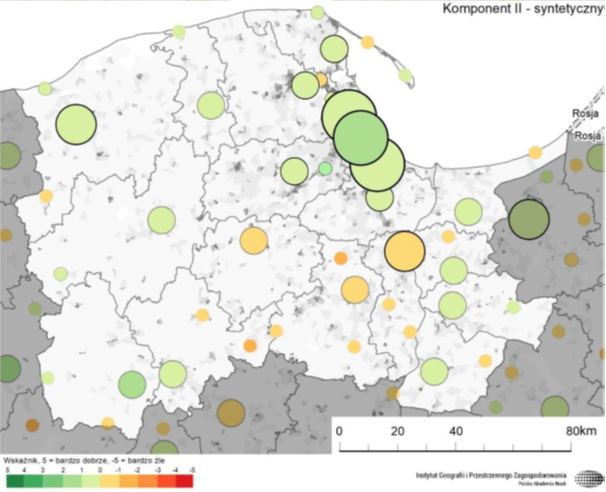 Komponent II - syntetyczny
Rosja
Rosja
0 20 40 80km
Wskaźnik, 5 = bardzo dobrze, -5 = bardzo źle
5 4 3 2 1 0 -1 -2 -3 -4 -5
Instytut Geografii i Przestrzennego Zagospodarowania
Polska Akademia Nauk